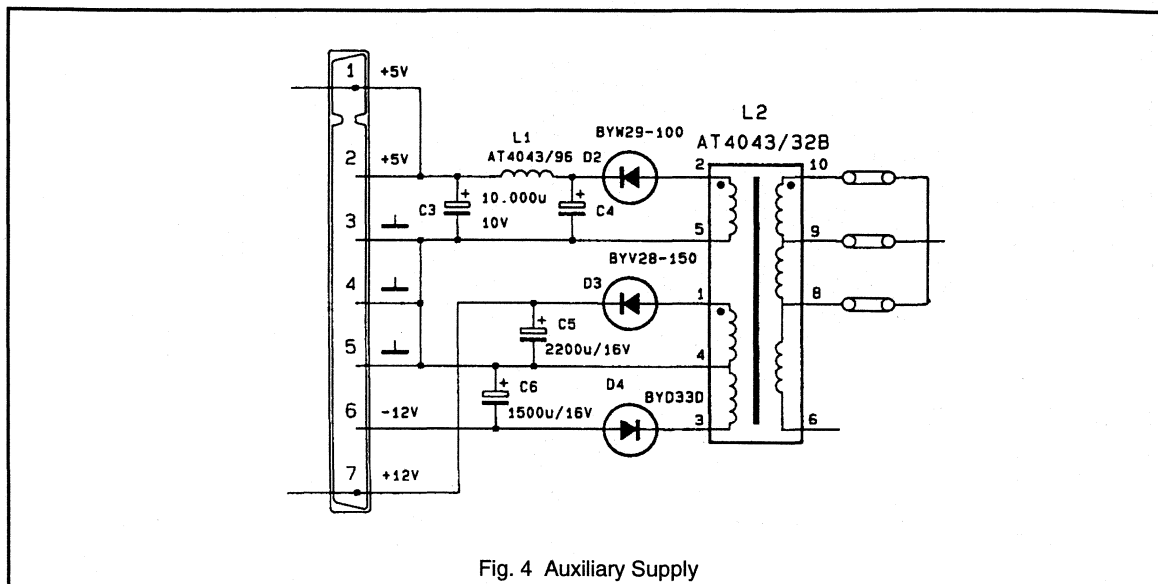 1 +5V
L2
L1 BYW29-100 AT4043/32B
2 +5V AT4043/96 D2 2 10
+ +
C3 10.000u C4
10V
3 5 9
BYV28-150
4 D3 1 8
+
C5
2200u/16V
5 4
+
C6 D4
1500u/16V BYD33D
6 -12V 3 6
7 +12V
Fig. 4 Auxiliary Supply